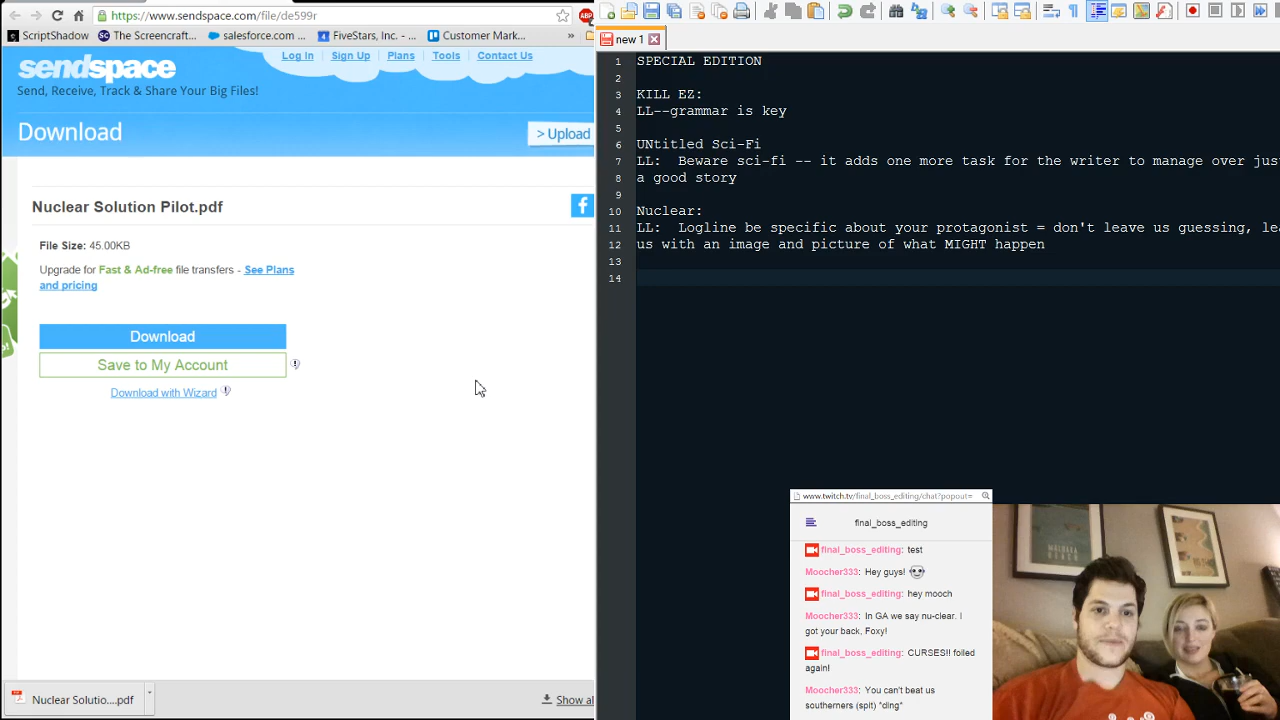 https://www.sendspace.com/file/de599r
ABP
ScriptShadow
SC The Screencraft...
salesforce.com ...
FiveStars, Inc. - ...
Customer Mark...
»
sendspace
Send, Receive, Track & Share Your Big Files!
Log In
Sign Up
Plans
Tools
Contact Us
Download
> Upload
Nuclear Solution Pilot.pdf
f
File Size: 45.00KB
Upgrade for Fast & Ad-free file transfers - See Plans
and pricing
Download
Save to My Account
Download with Wizard
Nuclear Solutio....pdf
Show al
new 1
1 SPECIAL EDITION
2
3 KILL EZ:
4 LL--grammar is key
5
6 UNtitled Sci-Fi
7 LL: Beware sci-fi -- it adds one more task for the writer to manage over jus
8 a good story
9
10 Nuclear:
11 LL: Logline be specific about your protagonist = don't leave us guessing, lea
12 us with an image and picture of what MIGHT happen
13
14
www.twitch.tv/final_boss_editing/chat?popout=
final_boss_editing
final_boss_editing: test
Moocher333: Hey guys!
final_boss_editing: hey mooch
Moocher333: In GA we say nu-clear. I
got your back, Foxy!
final_boss_editing: CURSES!! foiled
again!
Moocher333: You can't beat us
southerners (spit) *ding*